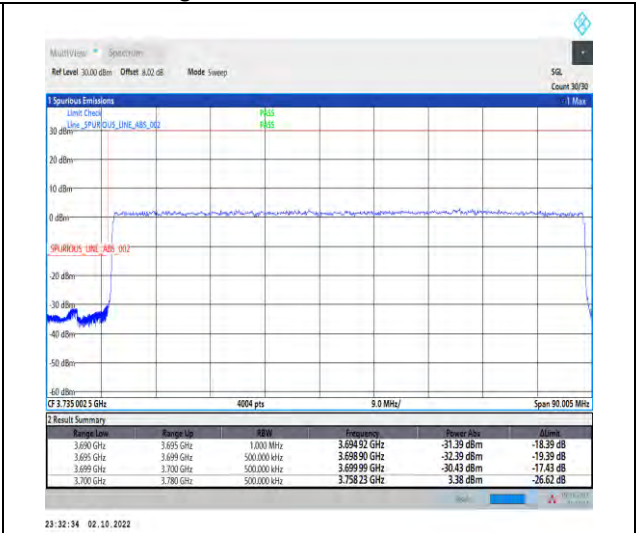 MultiView Spectrum
Ref Level 30.00 dBm Offset 8.02 dB Mode Sweep SGL
Count 30/30
1 Spurious Emissions 1 Max
Limit Check PASS
Line _SPURIOUS_LINE_ABS_002 PASS
30 dBm
20 dBm
10 dBm
0 dBm
SPURIOUS_LINE_ABS_002
-20 dBm
-30 dBm
-40 dBm
-50 dBm
-60 dBm
CF 3.735 002 5 GHz 4004 pts 9.0 MHz/ Span 90.005 MHz
2 Result Summary
Range Low Range Up RBW Frequency Power Abs ΔLimit
3.690 GHz 3.695 GHz 1.000 MHz 3.694 92 GHz -31.39 dBm -18.39 dB
3.695 GHz 3.699 GHz 500.000 kHz 3.698 90 GHz -32.39 dBm -19.39 dB
3.699 GHz 3.700 GHz 500.000 kHz 3.699 99 GHz -30.43 dBm -17.43 dB
3.700 GHz 3.780 GHz 500.000 kHz 3.758 23 GHz 3.38 dBm -26.62 dB
23:32:34 02.10.2022